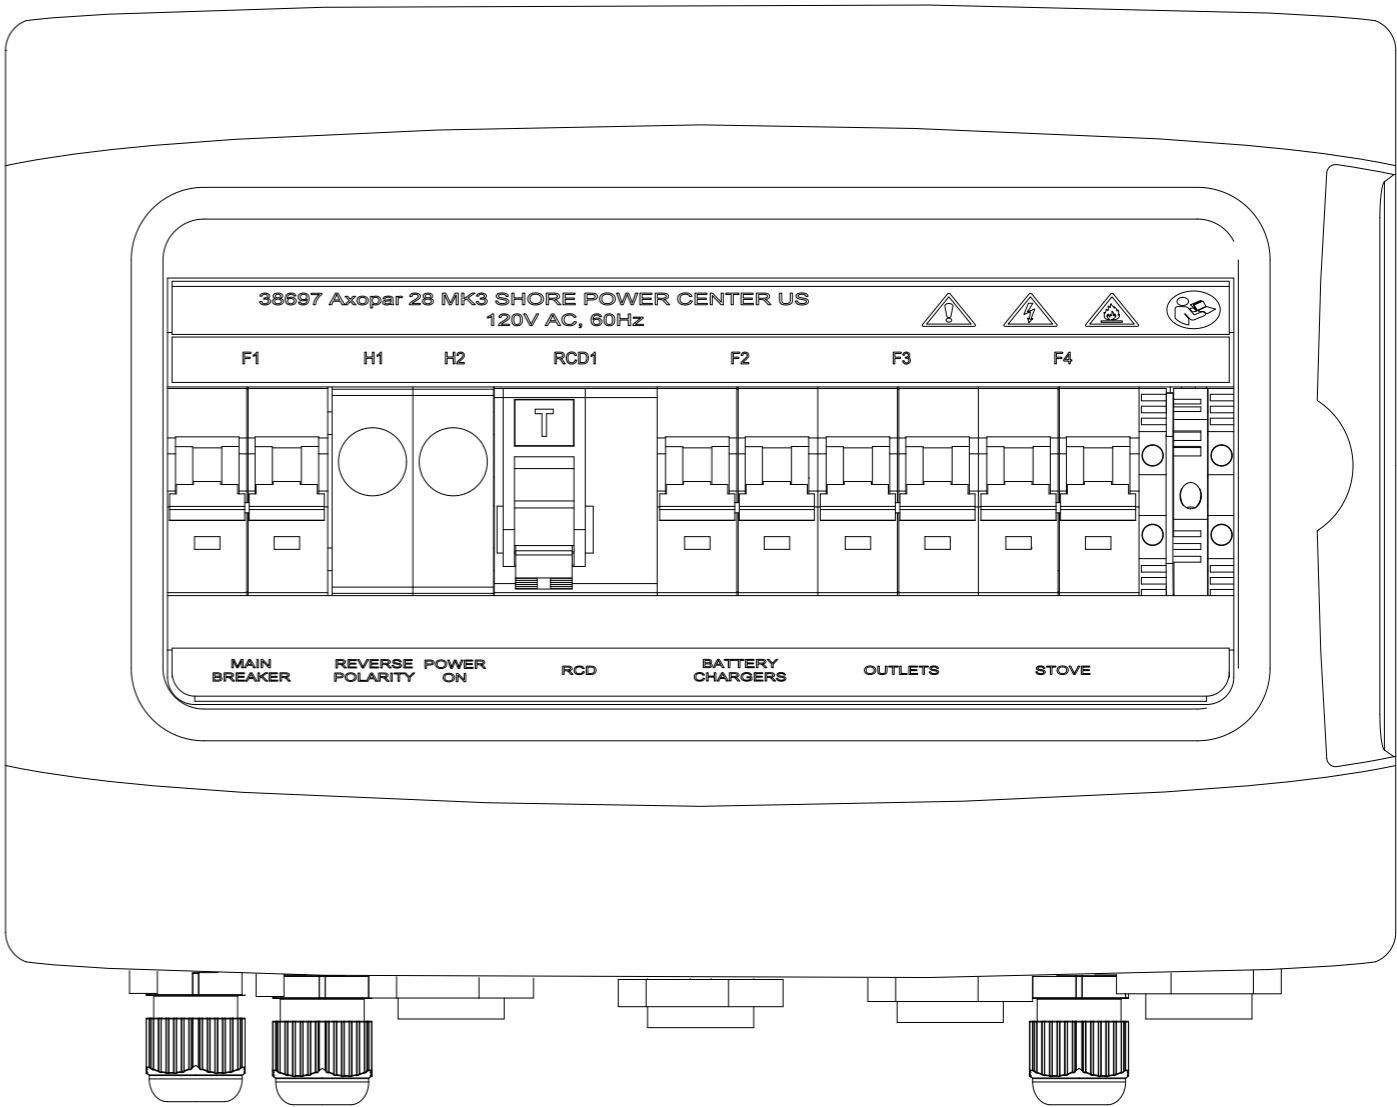 38697 Axopar 28 MK3 SHORE POWER CENTER US
120V AC, 60Hz
F1 H1 H2 RCD1 F2 F3 F4
T
MAIN BREAKER
REVERSE POLARITY
POWER ON
RCD
BATTERY CHARGERS
OUTLETS
STOVE